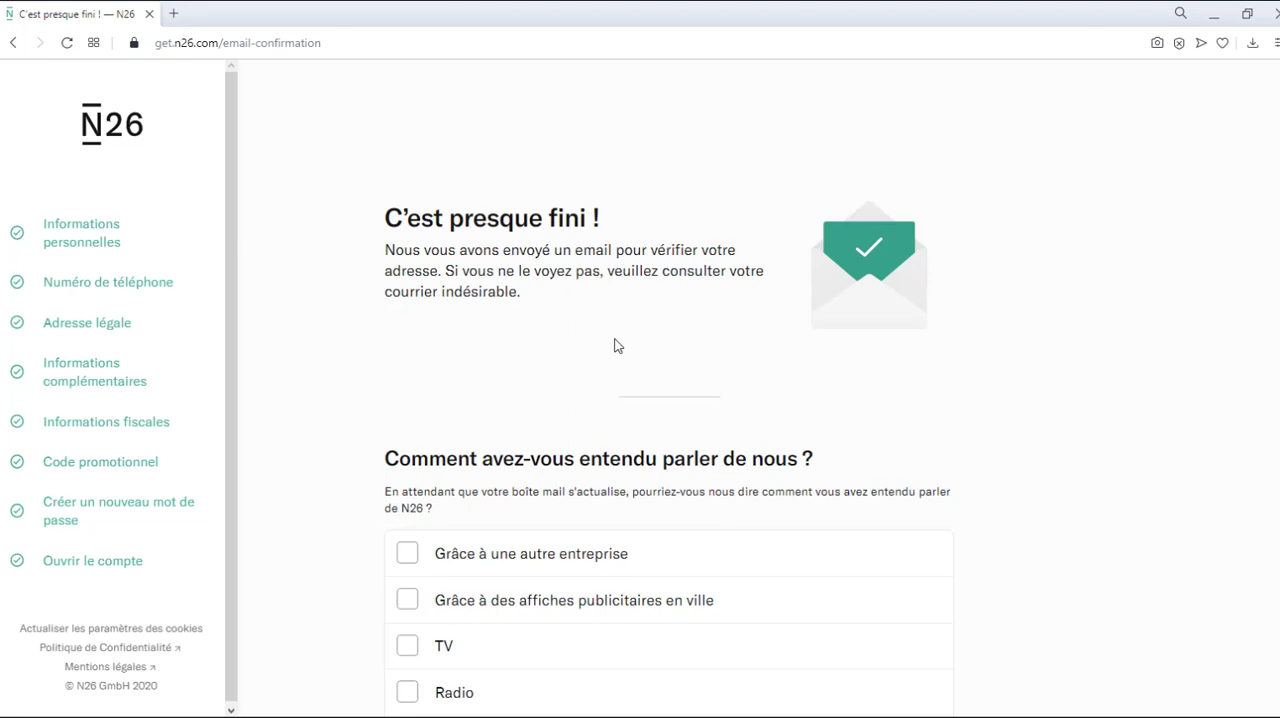 C'est presque fini ! — N26
get.n26.com/email-confirmation
N26
Informations
personnelles
Numéro de téléphone
Adresse légale
Informations
complémentaires
Informations fiscales
Code promotionnel
Créer un nouveau mot de
passe
Ouvrir le compte
Actualiser les paramètres des cookies
Politique de Confidentialité ↗
Mentions légales ↗
© N26 GmbH 2020
C’est presque fini !
Nous vous avons envoyé un email pour vérifier votre
adresse. Si vous ne le voyez pas, veuillez consulter votre
courrier indésirable.
Comment avez-vous entendu parler de nous ?
En attendant que votre boîte mail s'actualise, pourriez-vous nous dire comment vous avez entendu parler
de N26 ?
Grâce à une autre entreprise
Grâce à des affiches publicitaires en ville
TV
Radio